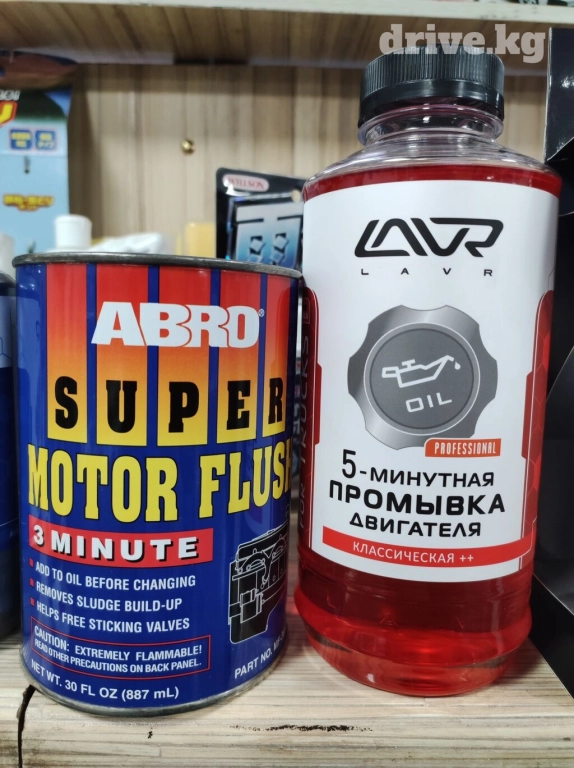 drive.kg
WILLSON
ABRO®
SUPER
MOTOR FLUSH
3 MINUTE
ADD TO OIL BEFORE CHANGING
REMOVES SLUDGE BUILD-UP
HELPS FREE STICKING VALVES
CAUTION: EXTREMELY FLAMMABLE!
READ OTHER PRECAUTIONS ON BACK PANEL.
NET WT. 30 FL OZ (887 mL)
PART NO.
LAVR
LAVR
OIL
PROFESSIONAL
5-МИНУТНАЯ
ПРОМЫВКА
ДВИГАТЕЛЯ
КЛАССИЧЕСКАЯ ++